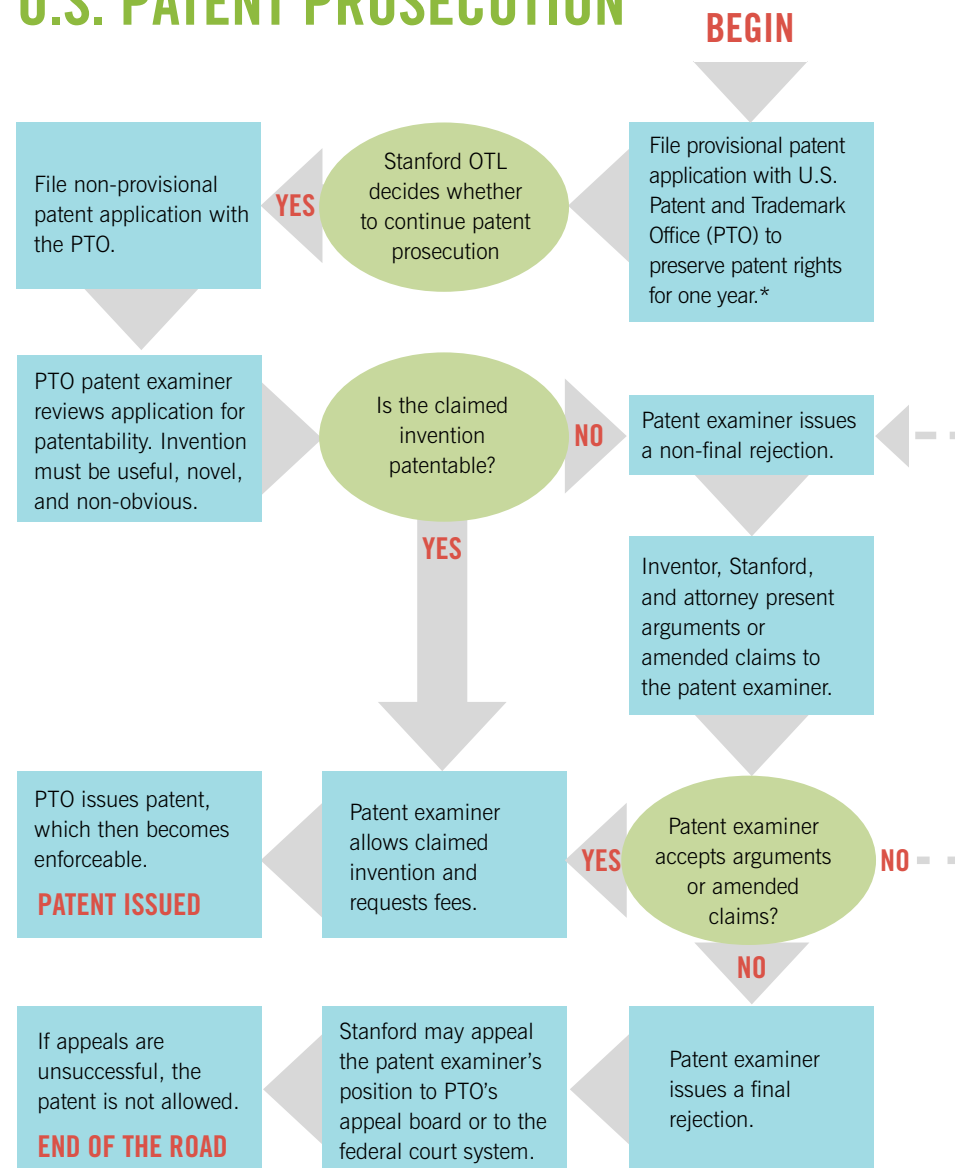 U.S. PATENT PROSECUTION
BEGIN
File provisional patent
application with U.S.
Patent and Trademark
Office (PTO) to
preserve patent rights
for one year.*
Stanford OTL
decides whether
to continue patent
prosecution
YES
File non-provisional
patent application with
the PTO.
PTO patent examiner
reviews application for
patentability. Invention
must be useful, novel,
and non-obvious.
Is the claimed
invention
patentable?
NO
Patent examiner issues
a non-final rejection.
YES
Inventor, Stanford,
and attorney present
arguments or
amended claims to
the patent examiner.
Patent examiner
accepts arguments
or amended
claims?
NO
YES
Patent examiner
allows claimed
invention and
requests fees.
PTO issues patent,
which then becomes
enforceable.
PATENT ISSUED
NO
Patent examiner
issues a final
rejection.
Stanford may appeal
the patent examiner's
position to PTO's
appeal board or to the
federal court system.
If appeals are
unsuccessful, the
patent is not allowed.
END OF THE ROAD